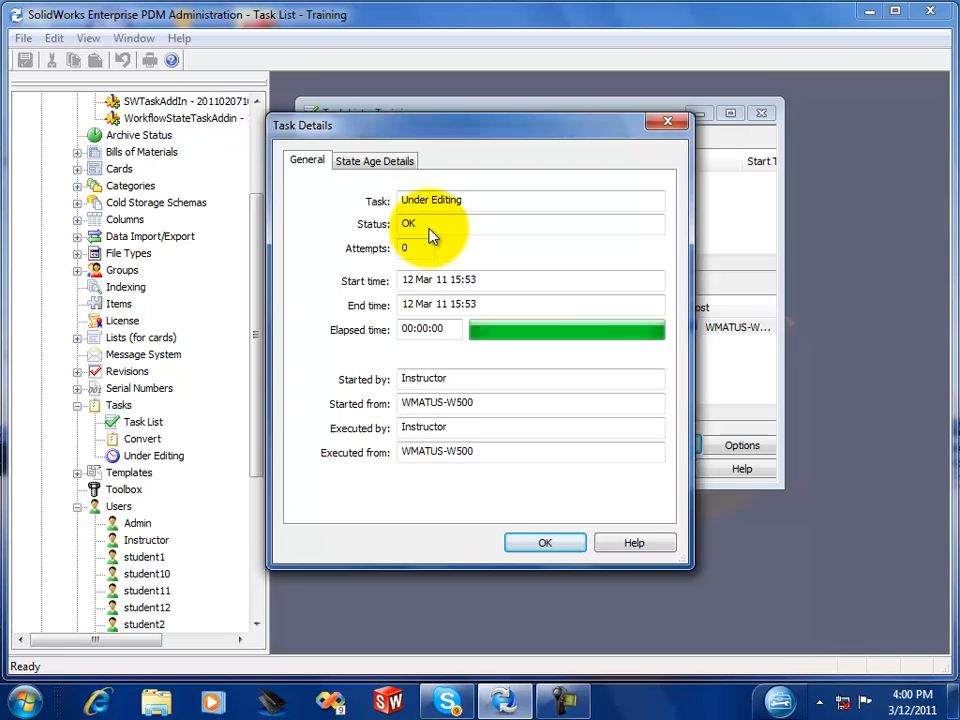 SolidWorks Enterprise PDM Administration - Task List - Training
File Edit View Window Help
SWTaskAddIn - 2011020710
WorkflowStateTaskAddin -
Archive Status
Bills of Materials
Cards
Categories
Cold Storage Schemas
Columns
Data Import/Export
File Types
Groups
Indexing
Items
License
Lists (for cards)
Message System
Revisions
Serial Numbers
Tasks
Task List
Convert
Under Editing
Templates
Toolbox
Users
Admin
Instructor
student1
student10
student11
student12
student2
Task Details
General State Age Details
Task: Under Editing
Status: OK
Attempts: 0
Start time: 12 Mar 11 15:53
End time: 12 Mar 11 15:53
Elapsed time: 00:00:00
Started by: Instructor
Started from: WMATUS-W500
Executed by: Instructor
Executed from: WMATUS-W500
OK Help
Start T
ost
WMATUS-W...
Options
Help
Ready
4:00 PM
3/12/2011